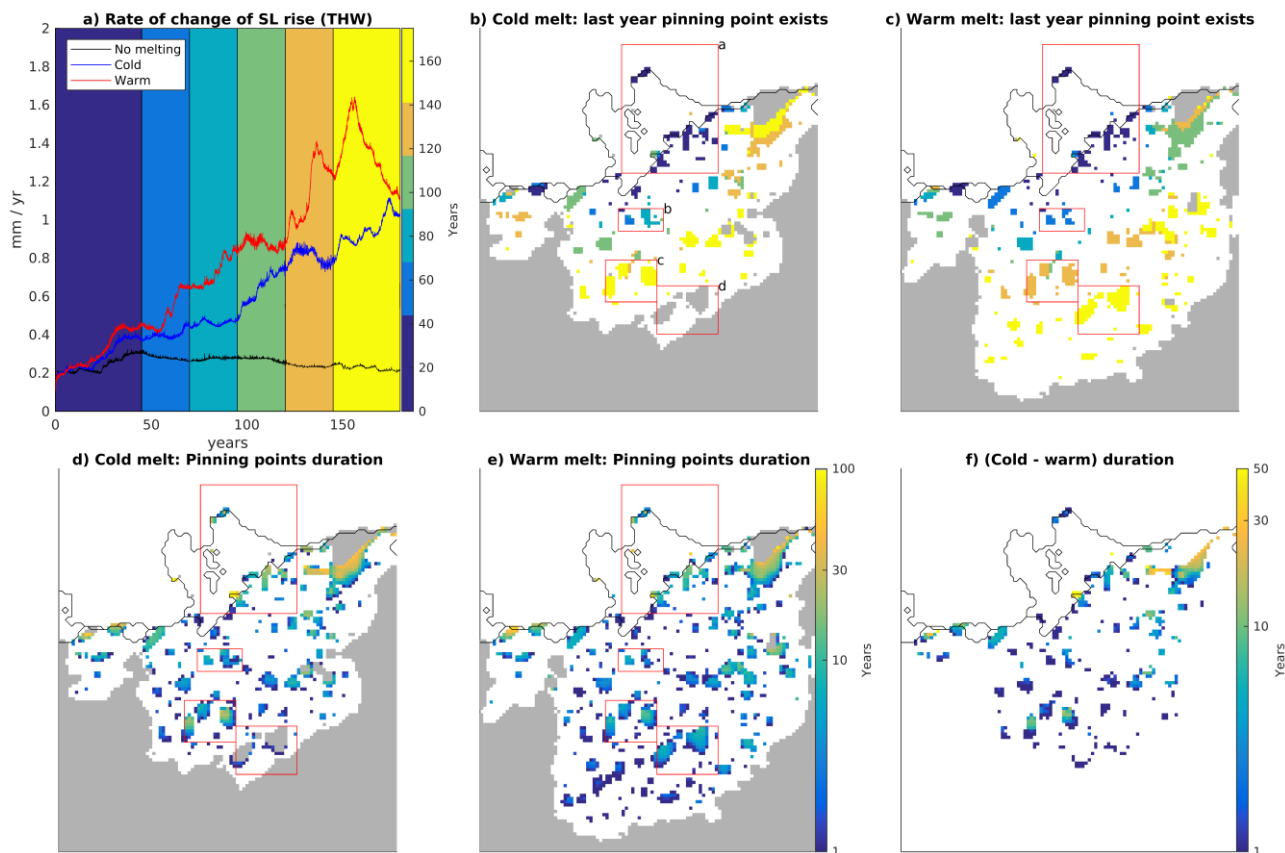 a) Rate of change of SL rise (THW)
2
1.8
1.6
1.4
1.2
1
0.8
0.6
0.4
0.2
0
mm / yr
No melting
Cold
Warm
0
50
100
150
years
160
140
120
100
80
60
40
20
0
Years
b) Cold melt: last year pinning point exists
a
b
c
d
c) Warm melt: last year pinning point exists
d) Cold melt: Pinning points duration
e) Warm melt: Pinning points duration
100
30
10
1
Years
f) (Cold - warm) duration
50
30
10
1
Years